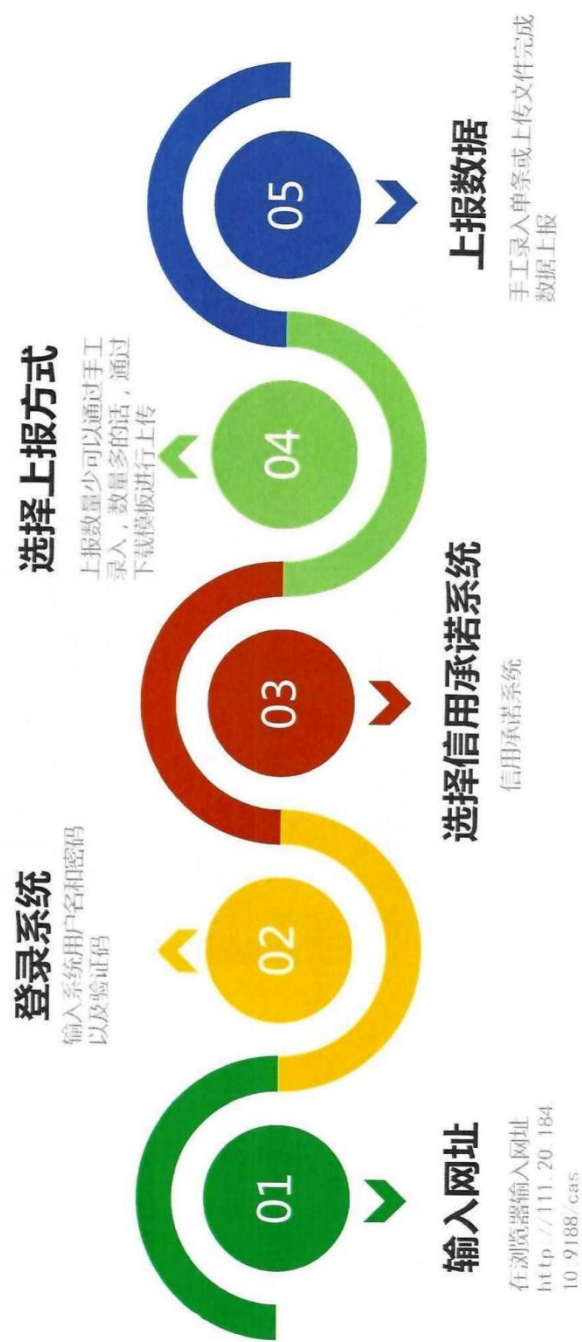 01
输入网址
在浏览器输入网址
http://111.20.184
10.9188/cas
02
登录系统
输入系统用户名和密码
以及验证码
03
选择信用承诺系统
信用承诺系统
04
选择上报方式
上报数量少可以通过手工
录入，数量多的话，通过
下载模板进行上传
05
上报数据
手工录入单条或上传文件完成
数据上报